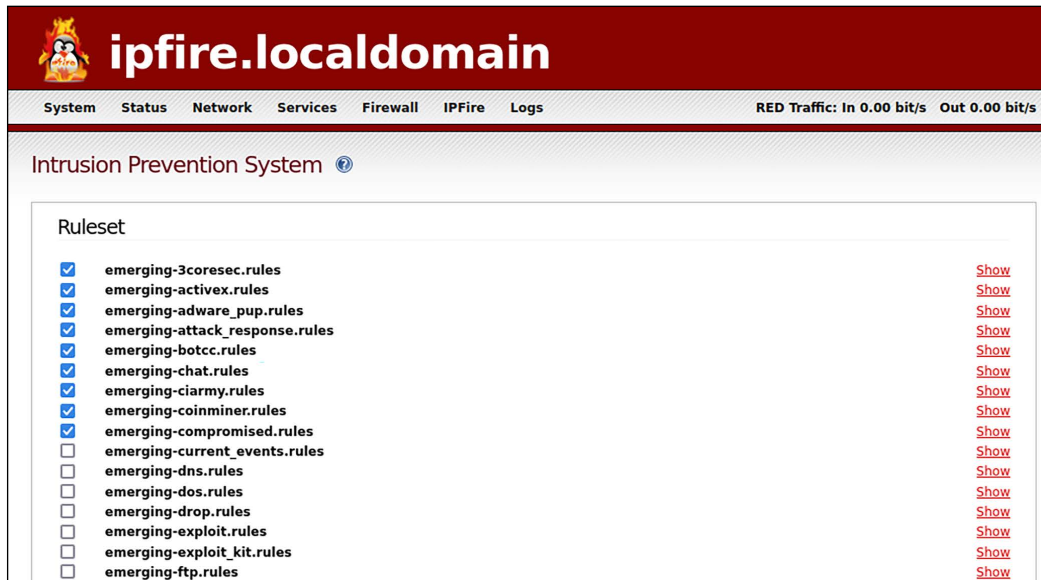 ipfire.localdomain
System Status Network Services Firewall IPFire Logs RED Traffic: In 0.00 bit/s Out 0.00 bit/s
Intrusion Prevention System ?
Ruleset
emerging-3coresec.rules Show
emerging-activex.rules Show
emerging-adware_pup.rules Show
emerging-attack_response.rules Show
emerging-botcc.rules Show
emerging-chat.rules Show
emerging-ciarmy.rules Show
emerging-coinminer.rules Show
emerging-compromised.rules Show
emerging-current_events.rules Show
emerging-dns.rules Show
emerging-dos.rules Show
emerging-drop.rules Show
emerging-exploit.rules Show
emerging-exploit_kit.rules Show
emerging-ftp.rules Show